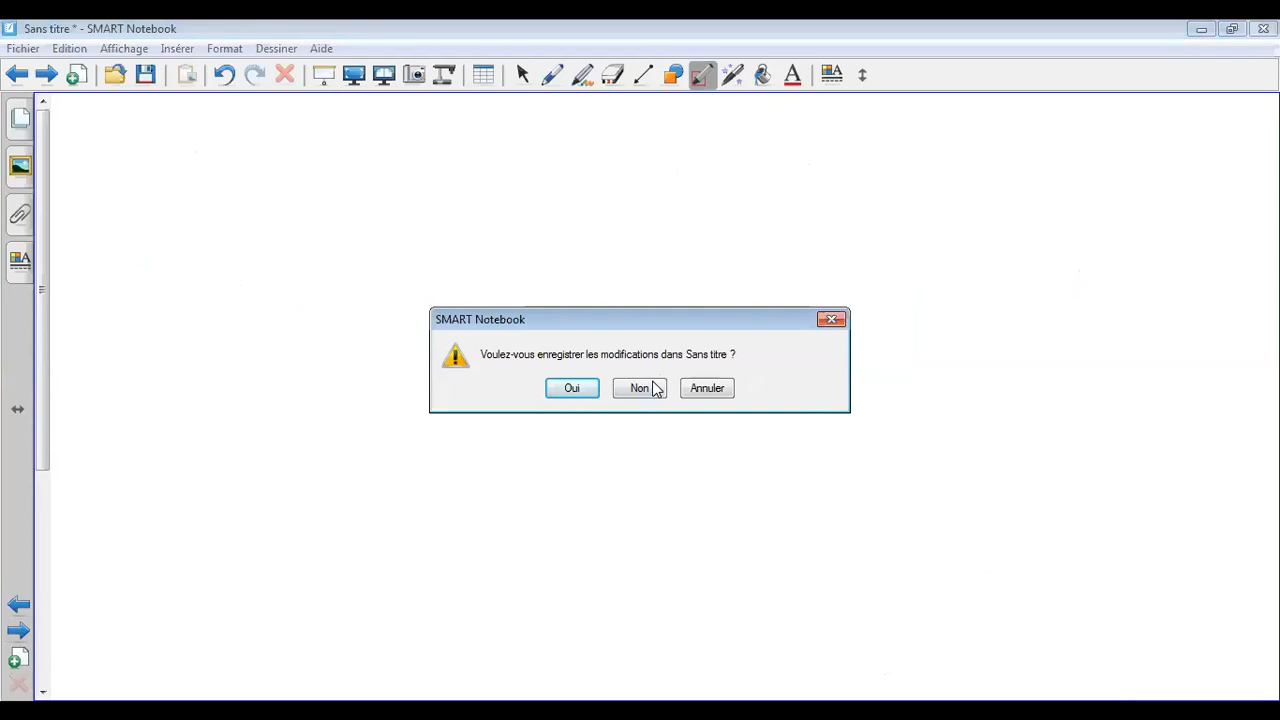 Sans titre * - SMART Notebook
Fichier Edition Affichage Insérer Format Dessiner Aide
SMART Notebook
Voulez-vous enregistrer les modifications dans Sans titre ?
Oui Non Annuler